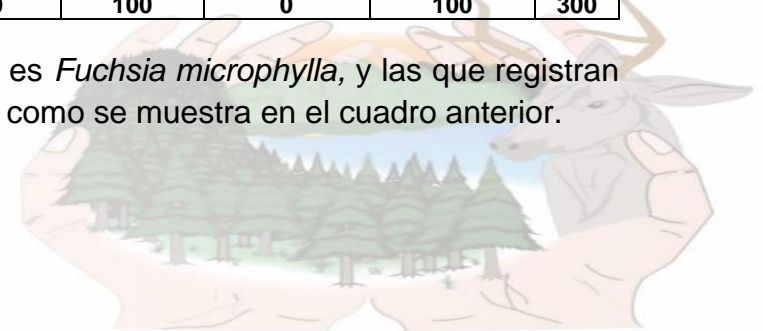 100 0 100 300
es Fuchsia microphylla, y las que registran
como se muestra en el cuadro anterior.